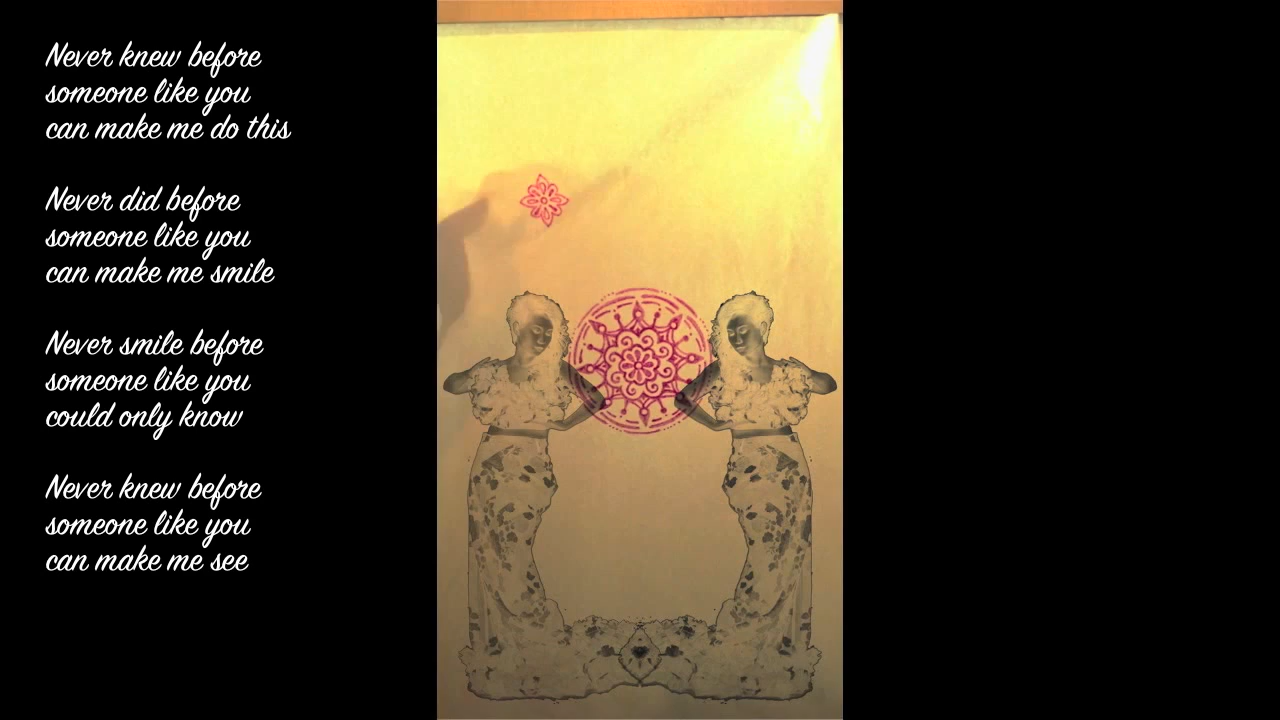 Never knew before
someone like you
can make me do this
Never did before
someone like you
can make me smile
Never smile before
someone like you
could only know
Never knew before
someone like you
can make me see